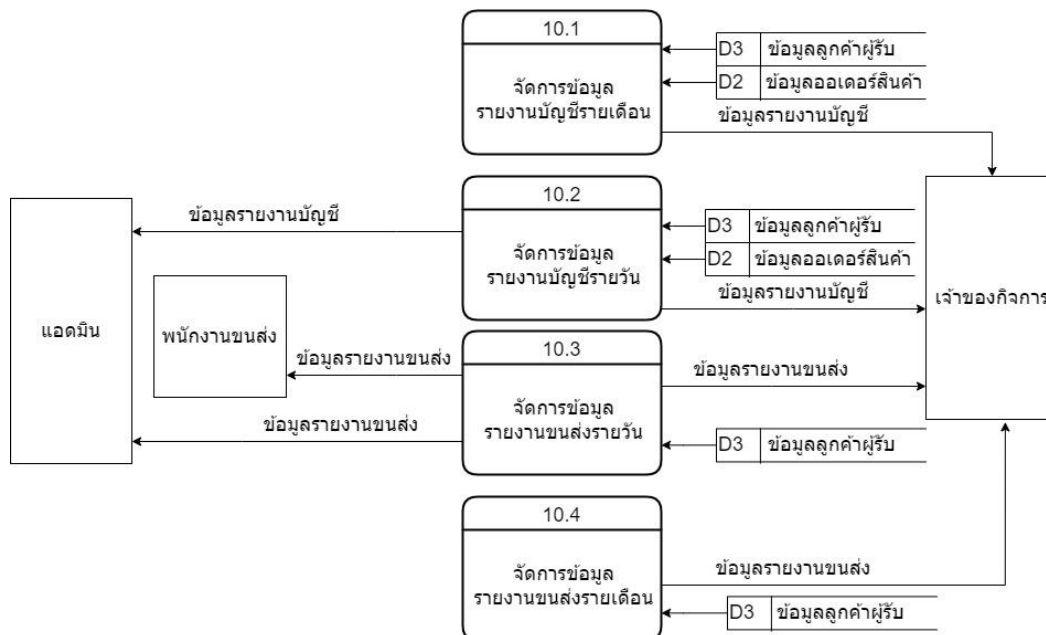 10.1
จัดการข้อมูล
รายงานบัญชีรายเดือน
D3 ข้อมูลลูกค้าผู้รับ
D2 ข้อมูลออเดอร์สินค้า
ข้อมูลรายงานบัญชี
10.2
จัดการข้อมูล
รายงานบัญชีรายวัน
ข้อมูลรายงานบัญชี
D3 ข้อมูลลูกค้าผู้รับ
D2 ข้อมูลออเดอร์สินค้า
ข้อมูลรายงานบัญชี
แอดมิน
พนักงานขนส่ง
เจ้าของกิจการ
10.3
จัดการข้อมูล
รายงานขนส่งรายวัน
ข้อมูลรายงานขนส่ง
ข้อมูลรายงานขนส่ง
ข้อมูลรายงานขนส่ง
D3 ข้อมูลลูกค้าผู้รับ
10.4
จัดการข้อมูล
รายงานขนส่งรายเดือน
ข้อมูลรายงานขนส่ง
D3 ข้อมูลลูกค้าผู้รับ